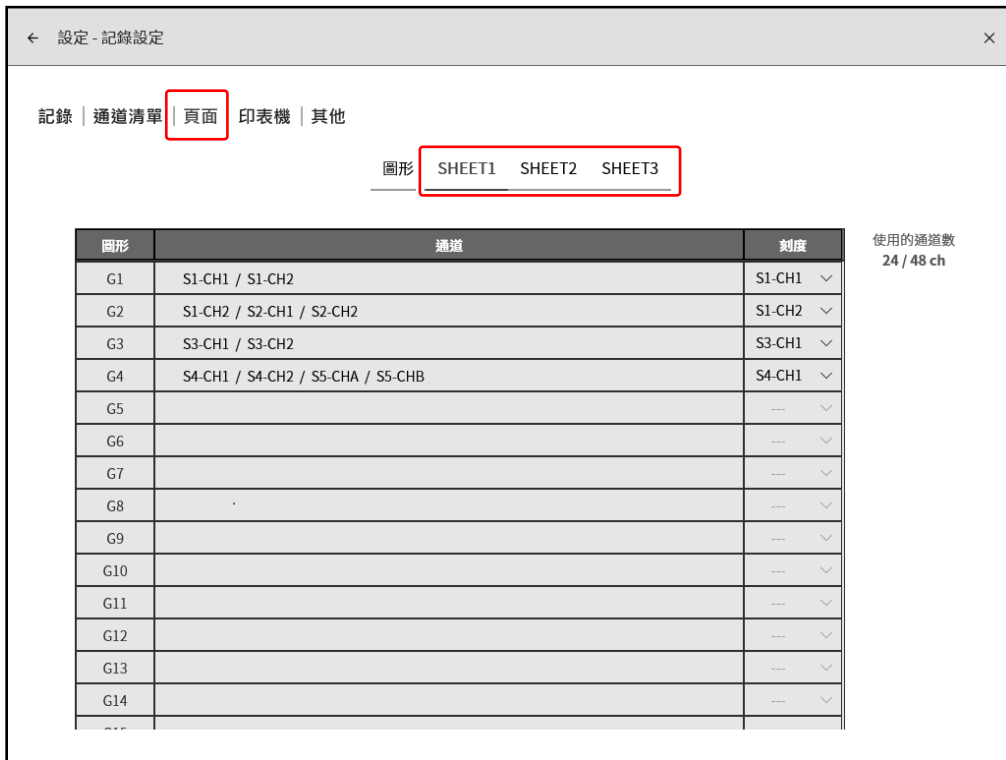 ← 設定 - 記錄設定 ×
記錄 | 通道清單 | 頁面 印表機 | 其他
圖形 SHEET1 SHEET2 SHEET3
圖形 通道 刻度
使用的通道數
24 / 48 ch
G1 S1-CH1 / S1-CH2 S1-CH1
G2 S1-CH2 / S2-CH1 / S2-CH2 S1-CH2
G3 S3-CH1 / S3-CH2 S3-CH1
G4 S4-CH1 / S4-CH2 / S5-CHA / S5-CHB S4-CH1
G5 ---
G6 ---
G7 ---
G8 ---
G9 ---
G10 ---
G11 ---
G12 ---
G13 ---
G14 ---